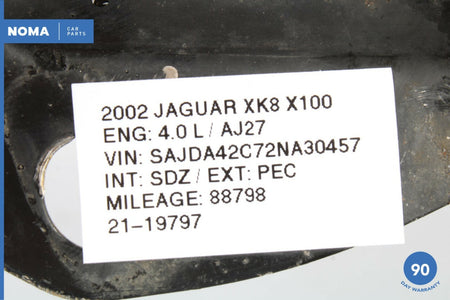 NOMA
CAR
PARTS
2002 JAGUAR XK8 X100
ENG: 4.0 L / AJ27
VIN: SAJDA42C72NA30457
INT: SDZ / EXT: PEC
MILEAGE: 88798
21-19797
90
DAY WARRANTY